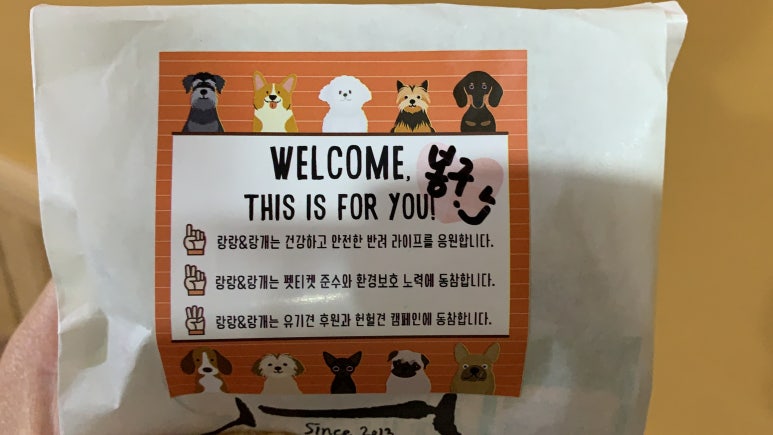 WELCOME, 봉구
THIS IS FOR YOU!
랑랑&랑개는 건강하고 안전한 반려 라이프를 응원합니다.
랑랑&랑개는 펫티켓 준수와 환경보호 노력에 동참합니다.
랑랑&랑개는 유기견 후원과 헌혈견 캠페인에 동참합니다.
Since 2013